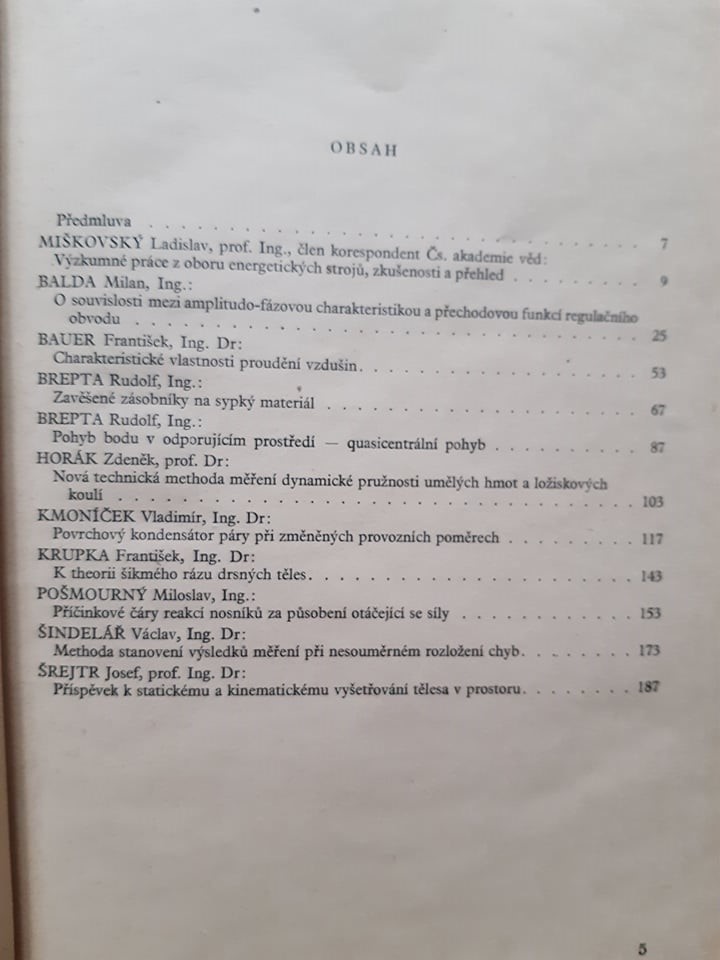 OBSAH
Předmluva . . . . . . . . . . . . . . . . . . . . 7
MIŠKOVSKÝ Ladislav, prof. Ing., člen korespondent Čs. akademie věd:
Výzkumné práce z oboru energetických strojů, zkušenosti a přehled . . . . . . . . 9
BALDA Milan, Ing.:
O souvislosti mezi amplitudo-fázovou charakteristikou a přechodovou funkcí regulačního
obvodu . . . . . . . . . . . . . . . . . . . . 25
BAUER František, Ing. Dr:
Charakteristické vlastnosti proudění vzdušin. . . . . . . . . . . . . . 53
BREPTA Rudolf, Ing.:
Zavěšené zásobníky na sypký materiál . . . . . . . . . . . . . . . 67
BREPTA Rudolf, Ing.:
Pohyb bodu v odporujícím prostředí — quasicentrální pohyb . . . . . . . . . 87
HORÁK Zdeněk, prof. Dr:
Nová technická methoda měření dynamické pružnosti umělých hmot a ložiskových
koulí . . . . . . . . . . . . . . . . . . . . 103
KMONÍČEK Vladimír, Ing. Dr:
Povrchový kondensátor páry při změněných provozních poměrech . . . . . . . . . 117
KRUPKA František, Ing. Dr:
K theorii šikmého rázu drsných těles. . . . . . . . . . . . . . . . 143
POŠMOURNÝ Miloslav, Ing.:
Příčinkové čáry reakcí nosníků za působení otáčející se síly . . . . . . . . . . . 153
ŠINDELÁŘ Václav, Ing. Dr:
Methoda stanovení výsledků měření při nesouměrném rozložení chyb. . . . . . . . 173
ŠREJTR Josef, prof. Ing. Dr:
Příspěvek k statickému a kinematickému vyšetřování tělesa v prostoru. . . . . . . . 187
5